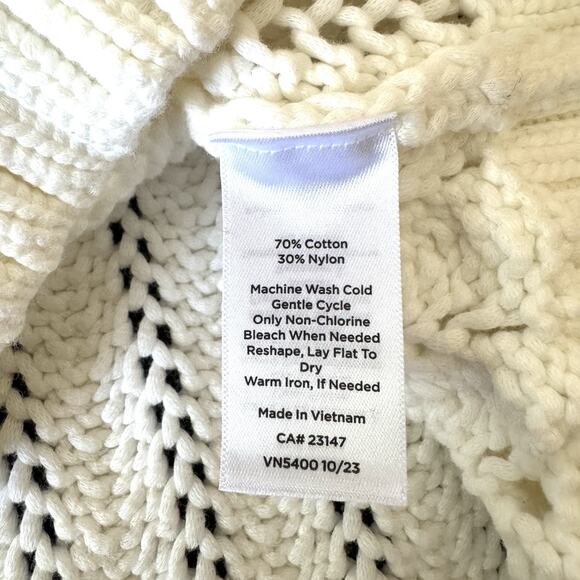 70% Cotton
30% Nylon
Machine Wash Cold
Gentle Cycle
Only Non-Chlorine
Bleach When Needed
Reshape, Lay Flat To
Dry
Warm Iron, If Needed
Made In Vietnam
CA# 23147
VN5400 10/23